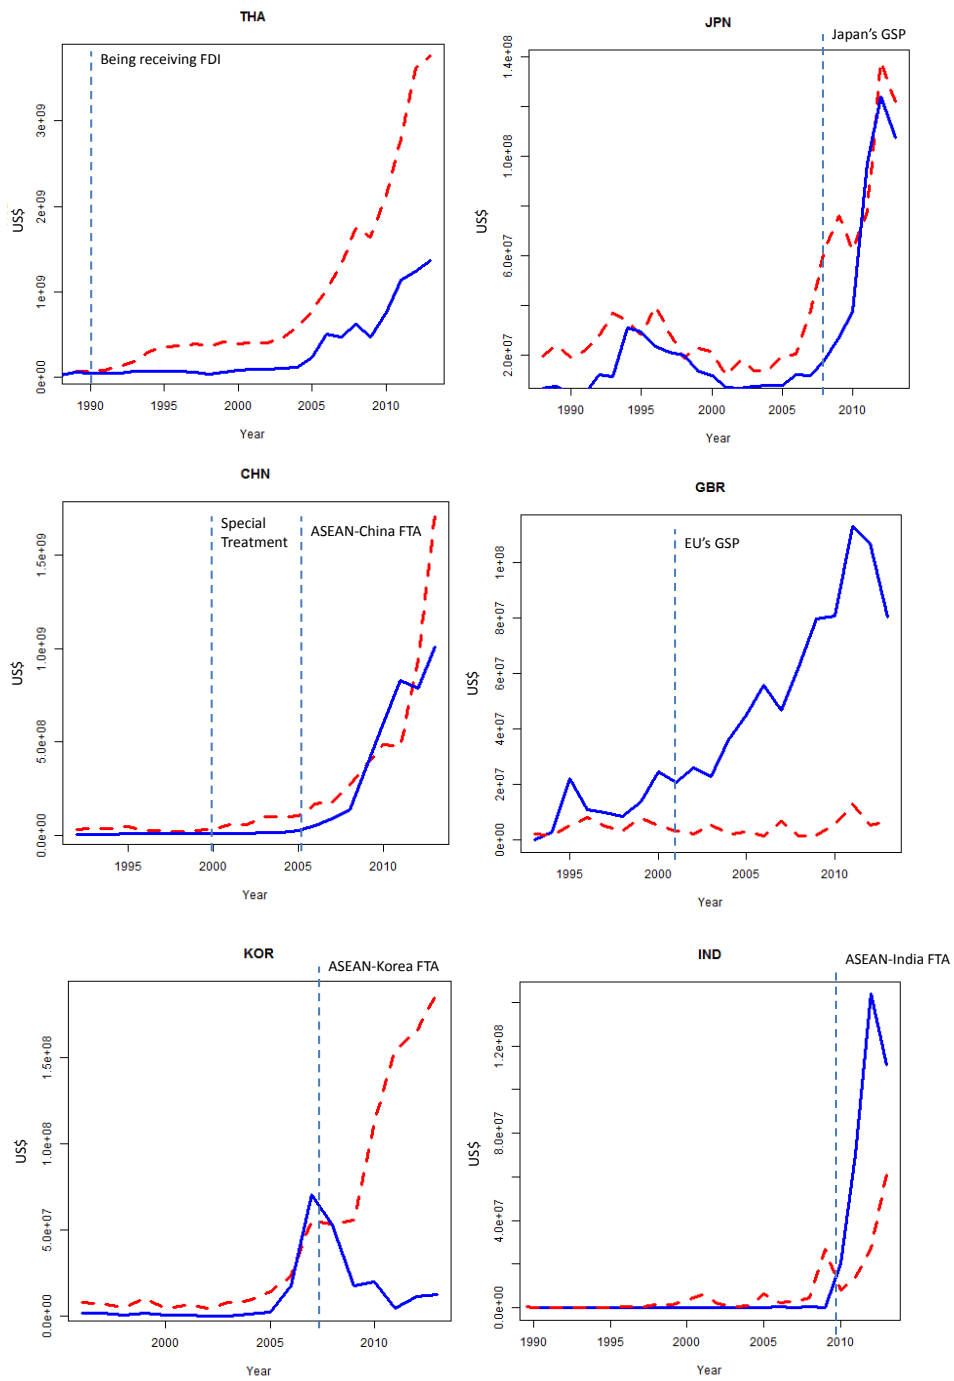 THA
Being receiving FDI
US$
0e+00
1e+09
2e+09
3e+09
1990
1995
2000
2005
2010
Year
JPN
Japan's GSP
US$
2.0e+07
6.0e+07
1.0e+08
1.4e+08
1990
1995
2000
2005
2010
Year
CHN
Special
Treatment
ASEAN-China FTA
US$
0.0e+00
5.0e+08
1.0e+09
1.5e+09
1995
2000
2005
2010
Year
GBR
EU's GSP
US$
0e+00
2e+07
4e+07
6e+07
8e+07
1e+08
1995
2000
2005
2010
Year
KOR
ASEAN-Korea FTA
US$
0.0e+00
5.0e+07
1.0e+08
1.5e+08
2000
2005
2010
Year
IND
ASEAN-India FTA
US$
0.0e+00
4.0e+07
8.0e+07
1.2e+08
1990
1995
2000
2005
2010
Year